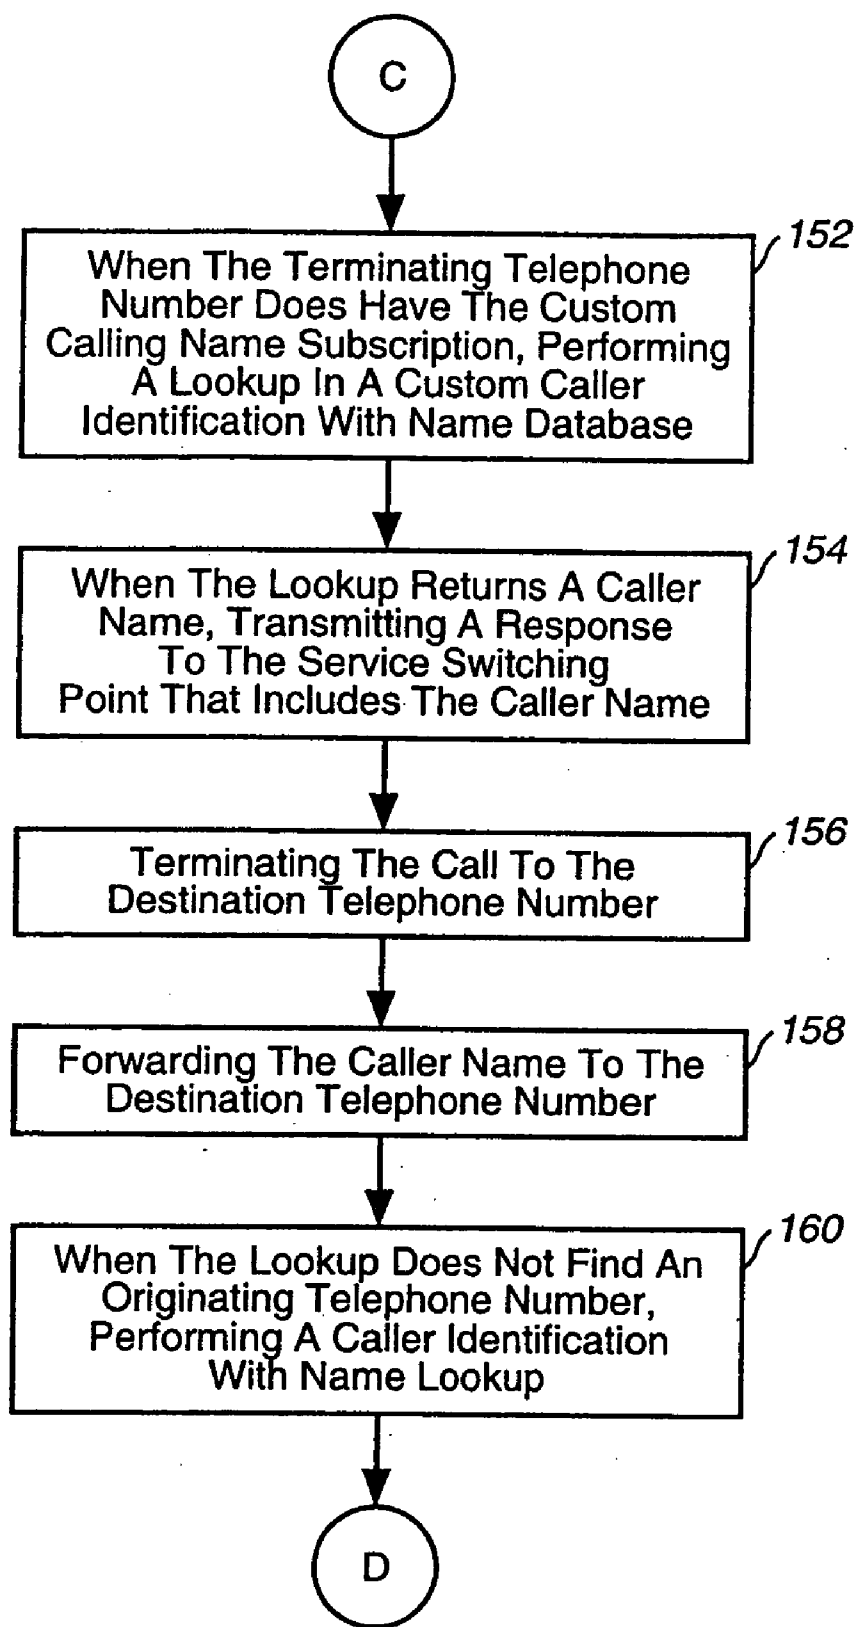 C
152
When The Terminating Telephone
Number Does Have The Custom
Calling Name Subscription, Performing
A Lookup In A Custom Caller
Identification With Name Database
154
When The Lookup Returns A Caller
Name, Transmitting A Response
To The Service Switching
Point That Includes The Caller Name
156
Terminating The Call To The
Destination Telephone Number
158
Forwarding The Caller Name To The
Destination Telephone Number
160
When The Lookup Does Not Find An
Originating Telephone Number,
Performing A Caller Identification
With Name Lookup
D